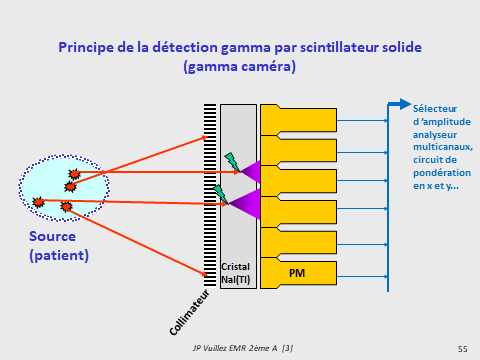 Principe de la détection gamma par scintillateur solide
(gamma caméra)
Sélecteur
d 'amplitude
analyseur
multicanaux,
circuit de
pondération
en x et y...
Source
(patient)
Cristal
NaI(Tl)
PM
Collimateur
JP Vuillez EMR 2ème A [3]
55